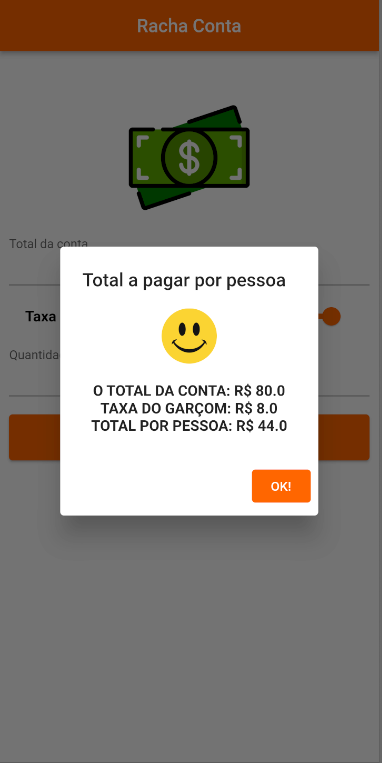 Racha Conta
$
Total da conta
Total a pagar por pessoa
Taxa
O TOTAL DA CONTA: R$ 80.0
TAXA DO GARÇOM: R$ 8.0
TOTAL POR PESSOA: R$ 44.0
OK!